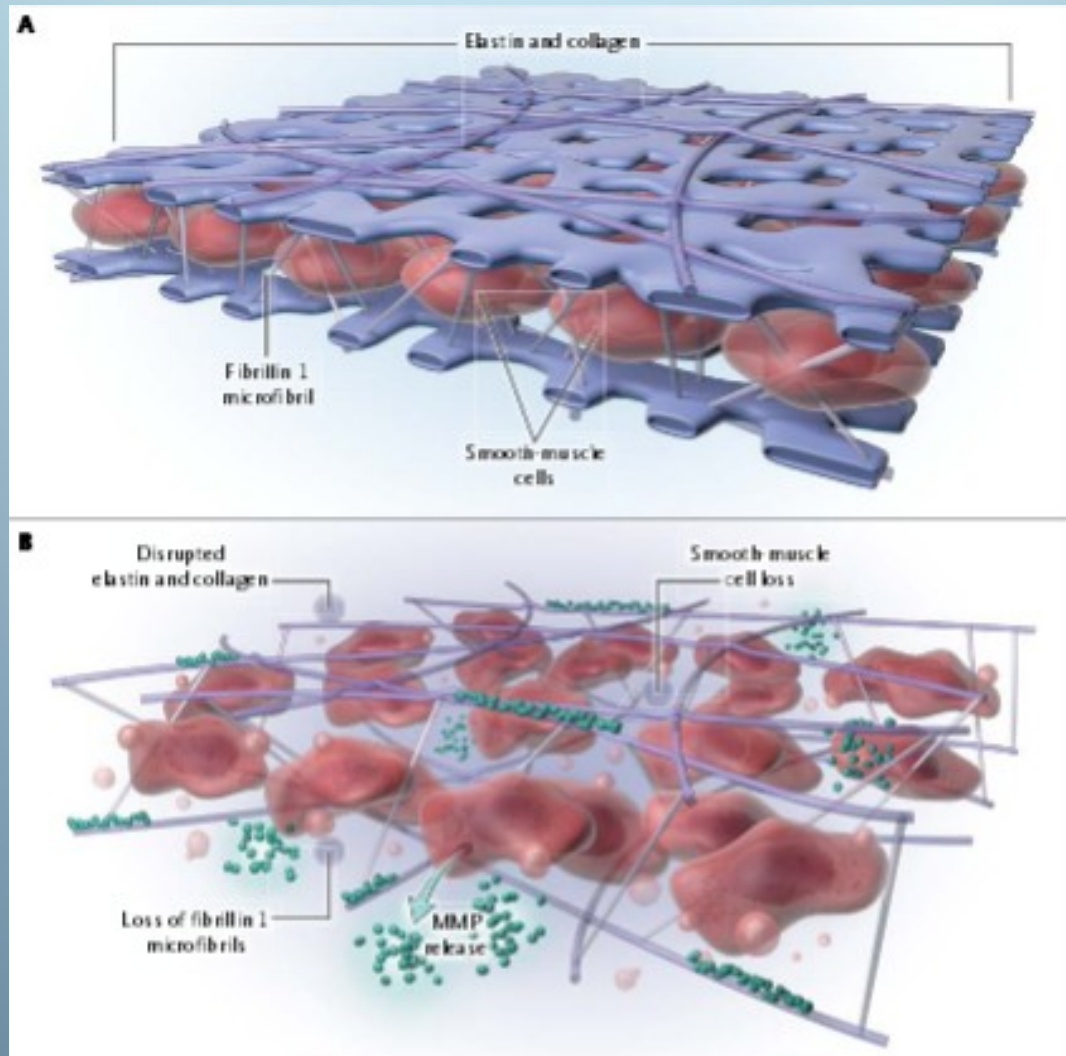 A
Elastin and collagen
Fibrillin 1
microfibril
Smooth-muscle
cells
B
Disrupted
elastin and collagen
Smooth-muscle
cell loss
Loss of fibrillin 1
microfibrils
MMP
release